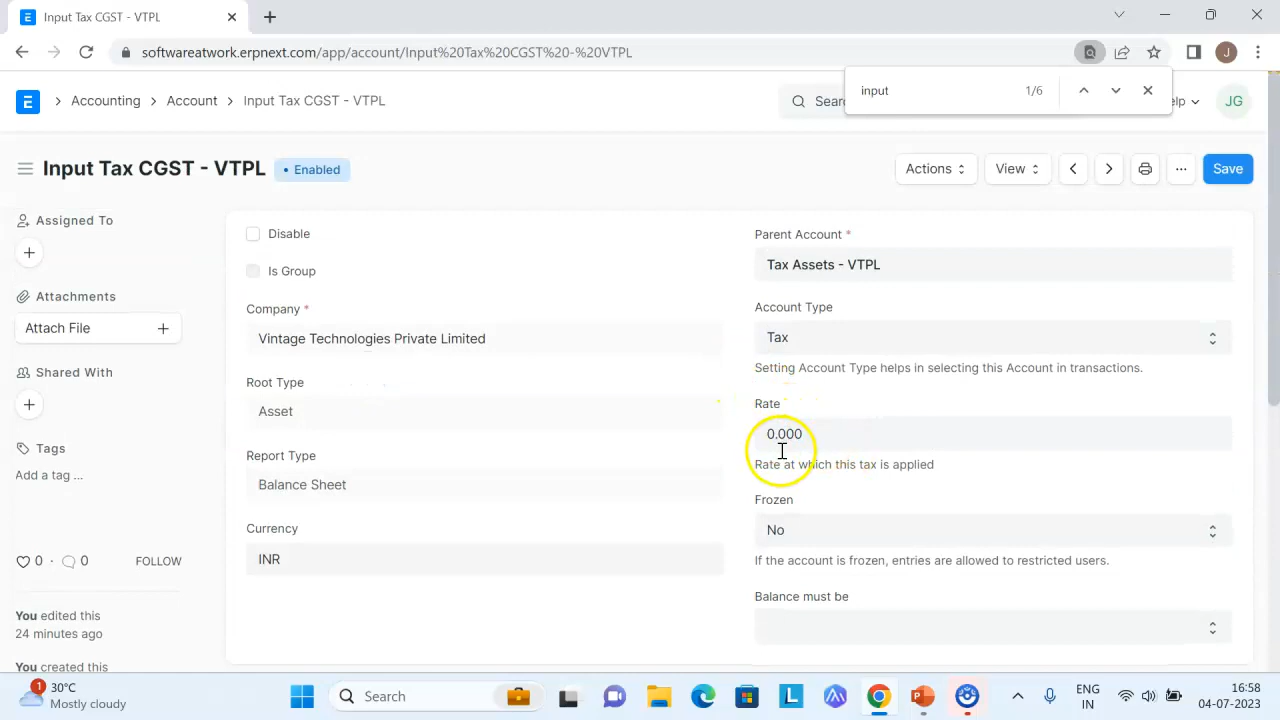 Input Tax CGST - VTPL
softwareatwork.erpnext.com/app/account/Input%20Tax%20CGST%20-%20VTPL
J
input
1/6
E
Accounting
Account
Input Tax CGST - VTPL
Sear
elp
JG
Input Tax CGST - VTPL
Enabled
Actions
View
Save
Assigned To
Attachments
Attach File
Shared With
Tags
Add a tag ...
0 · 0
FOLLOW
You edited this
24 minutes ago
You created this
Disable
Is Group
Company *
Vintage Technologies Private Limited
Root Type
Asset
Report Type
Balance Sheet
Currency
INR
Parent Account *
Tax Assets - VTPL
Account Type
Tax
Setting Account Type helps in selecting this Account in transactions.
Rate
0.000
Rate at which this tax is applied
Frozen
No
If the account is frozen, entries are allowed to restricted users.
Balance must be
1
30°C
Mostly cloudy
Search
L
ENG
IN
16:58
04-07-2023